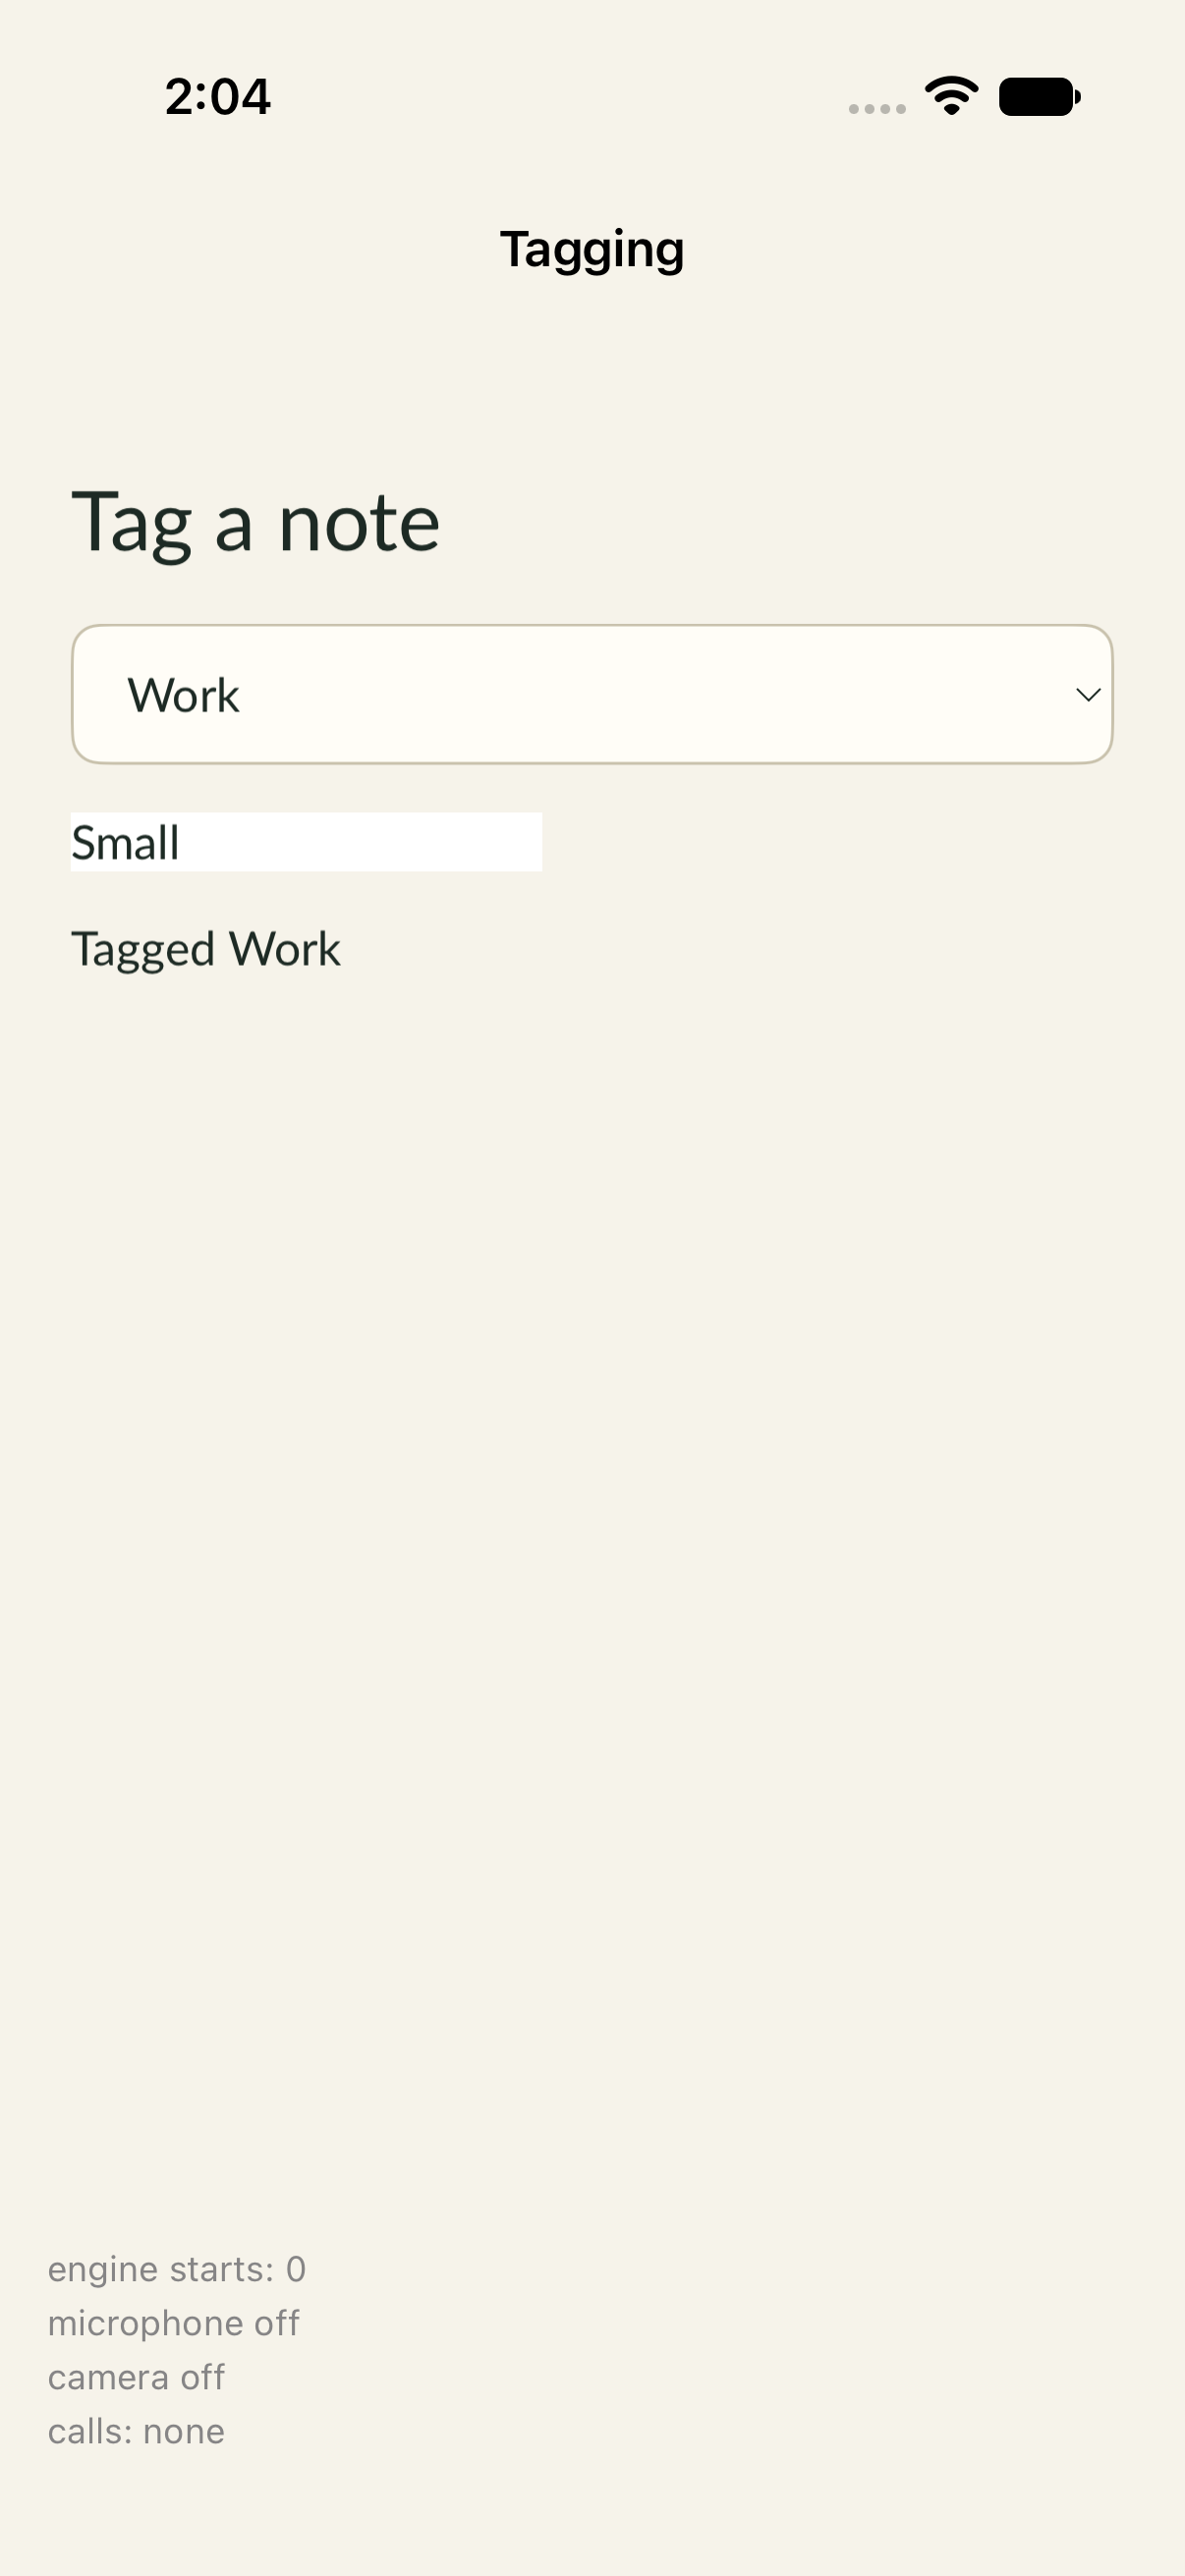 2:04
Tagging
Tag a note
Work
Small
Tagged Work
engine starts: 0
microphone off
camera off
calls: none